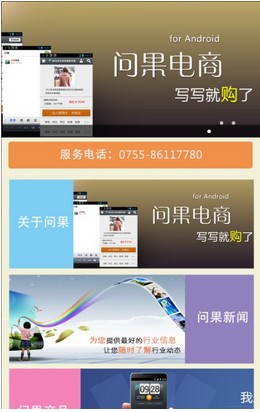 for Android
问果电商
写写就购了
服务电话：0755-86117780
关于问果
for Android
问果电商
写写就购了
为您提供最好的行业信息
让您随时了解行业动态
问果新闻
问果商品
我